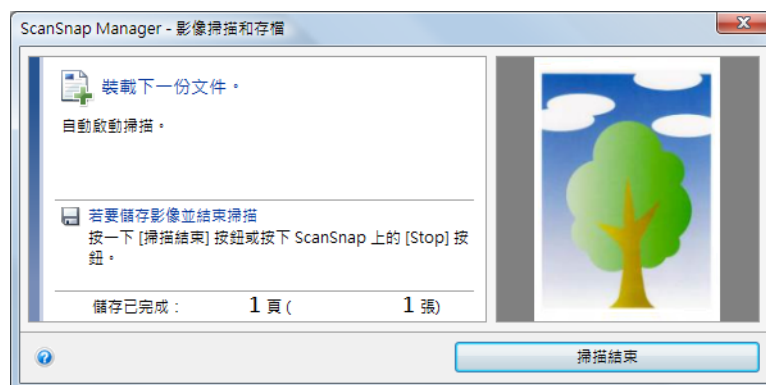 ScanSnap Manager - 影像掃描和存檔
裝載下一份文件。
自動啟動掃描。
若要儲存影像並結束掃描
按一下 [掃描結束] 按鈕或按下 ScanSnap 上的 [Stop] 按
鈕。
儲存已完成： 1 頁 ( 1 張)
掃描結束